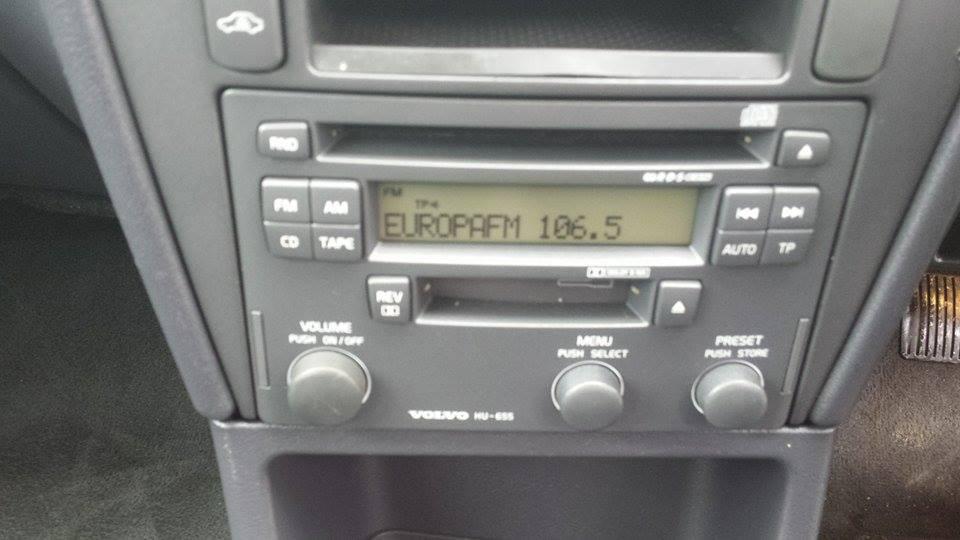 RND
FM
TP
EUROPAFM 106.5
FM AM
CD TAPE
AUTO TP
REV
VOLUME
PUSH ON/OFF
MENU
PUSH SELECT
PRESET
PUSH STORE
VOLVO HU-655